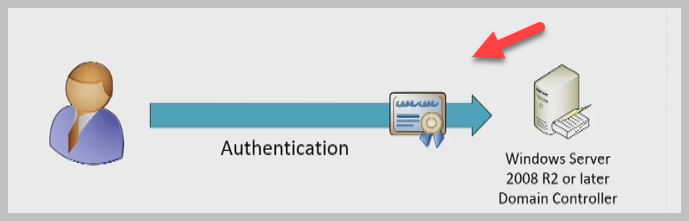 Authentication
Windows Server
2008 R2 or later
Domain Controller